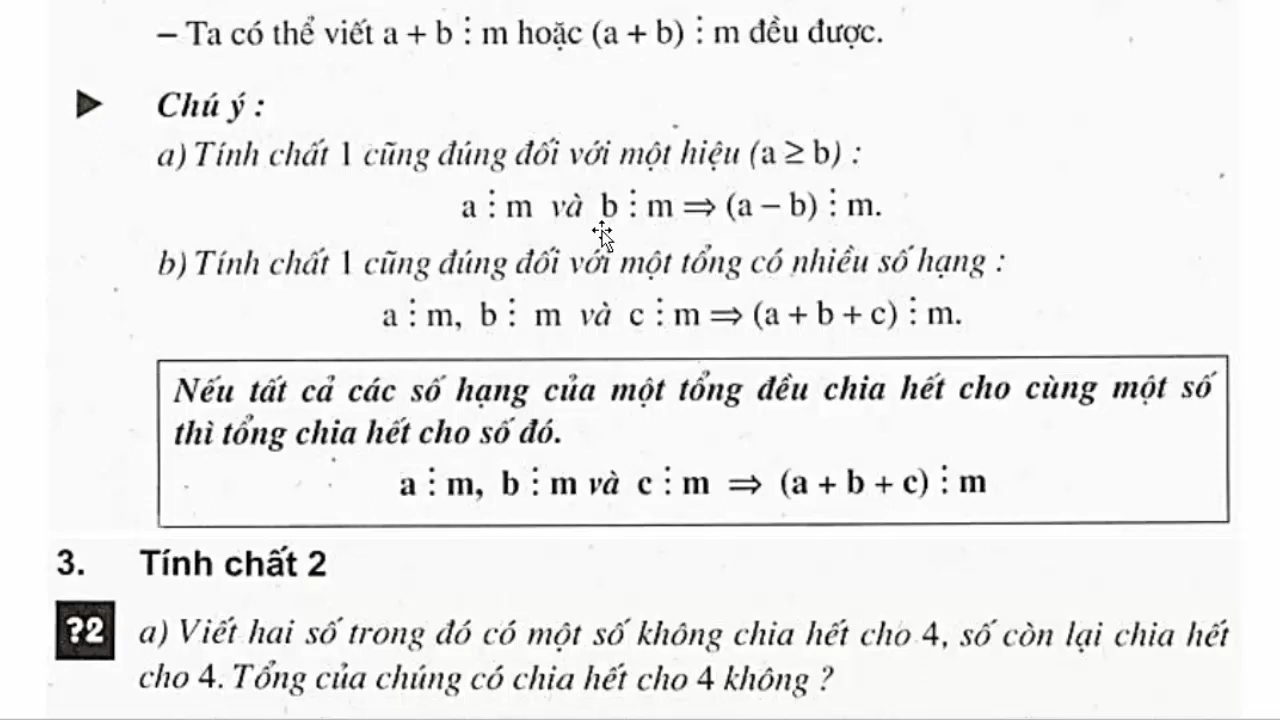 – Ta có thể viết a + b ⋮ m hoặc (a + b) ⋮ m đều được.
Chú ý :
a) Tính chất 1 cũng đúng đối với một hiệu (a ≥ b) :
a ⋮ m và b ⋮ m ⇒ (a – b) ⋮ m.
b) Tính chất 1 cũng đúng đối với một tổng có nhiều số hạng :
a ⋮ m, b ⋮ m và c ⋮ m ⇒ (a + b + c) ⋮ m.
Nếu tất cả các số hạng của một tổng đều chia hết cho cùng một số
thì tổng chia hết cho số đó.
a ⋮ m, b ⋮ m và c ⋮ m ⇒ (a + b + c) ⋮ m
3. Tính chất 2
?2 a) Viết hai số trong đó có một số không chia hết cho 4, số còn lại chia hết
cho 4. Tổng của chúng có chia hết cho 4 không ?